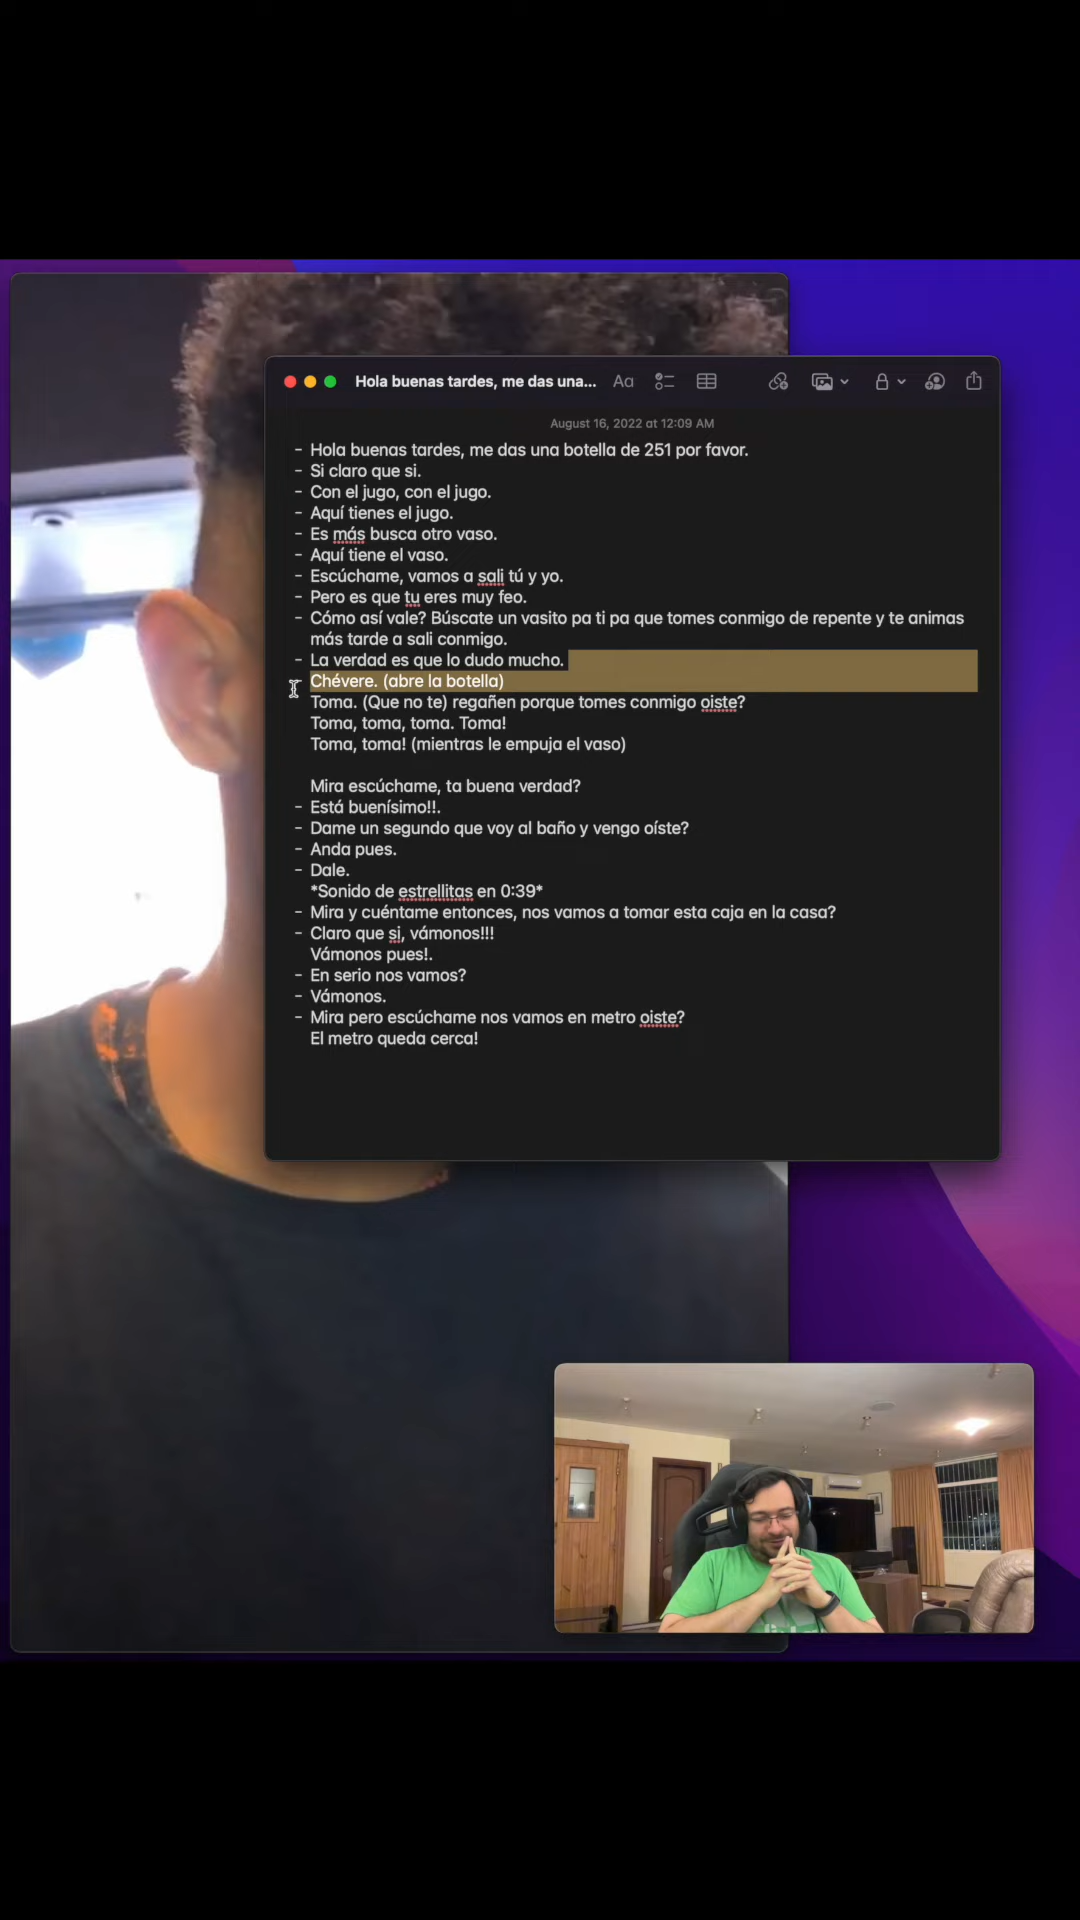 Hola buenas tardes, me das una...
Aa
August 16, 2022 at 12:09 AM
- Hola buenas tardes, me das una botella de 251 por favor.
- Si claro que si.
- Con el jugo, con el jugo.
- Aquí tienes el jugo.
- Es más busca otro vaso.
- Aquí tiene el vaso.
- Escúchame, vamos a sali tú y yo.
- Pero es que tu eres muy feo.
- Cómo así vale? Búscate un vasito pa ti pa que tomes conmigo de repente y te animas
más tarde a sali conmigo.
- La verdad es que lo dudo mucho.
- Chévere. (abre la botella)
Toma. (Que no te) regañen porque tomes conmigo oiste?
Toma, toma, toma. Toma!
Toma, toma! (mientras le empuja el vaso)
Mira escúchame, ta buena verdad?
- Está buenísimo!!.
- Dame un segundo que voy al baño y vengo oíste?
- Anda pues.
- Dale.
*Sonido de estrellitas en 0:39*
- Mira y cuéntame entonces, nos vamos a tomar esta caja en la casa?
- Claro que si, vámonos!!!
Vámonos pues!.
- En serio nos vamos?
- Vámonos.
- Mira pero escúchame nos vamos en metro oiste?
El metro queda cerca!